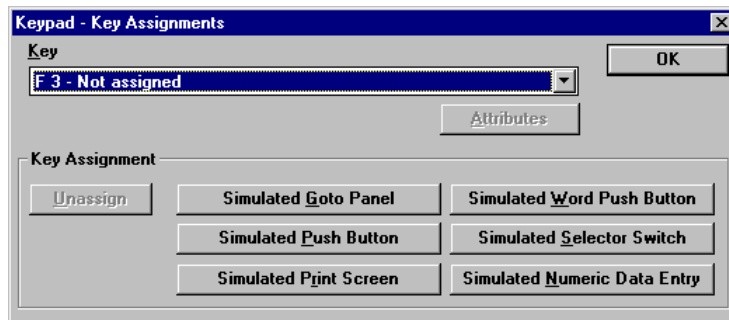 Keypad - Key Assignments
Key
OK
F 3 - Not assigned
Attributes
Key Assignment
Unassign
Simulated Goto Panel
Simulated Word Push Button
Simulated Push Button
Simulated Selector Switch
Simulated Print Screen
Simulated Numeric Data Entry